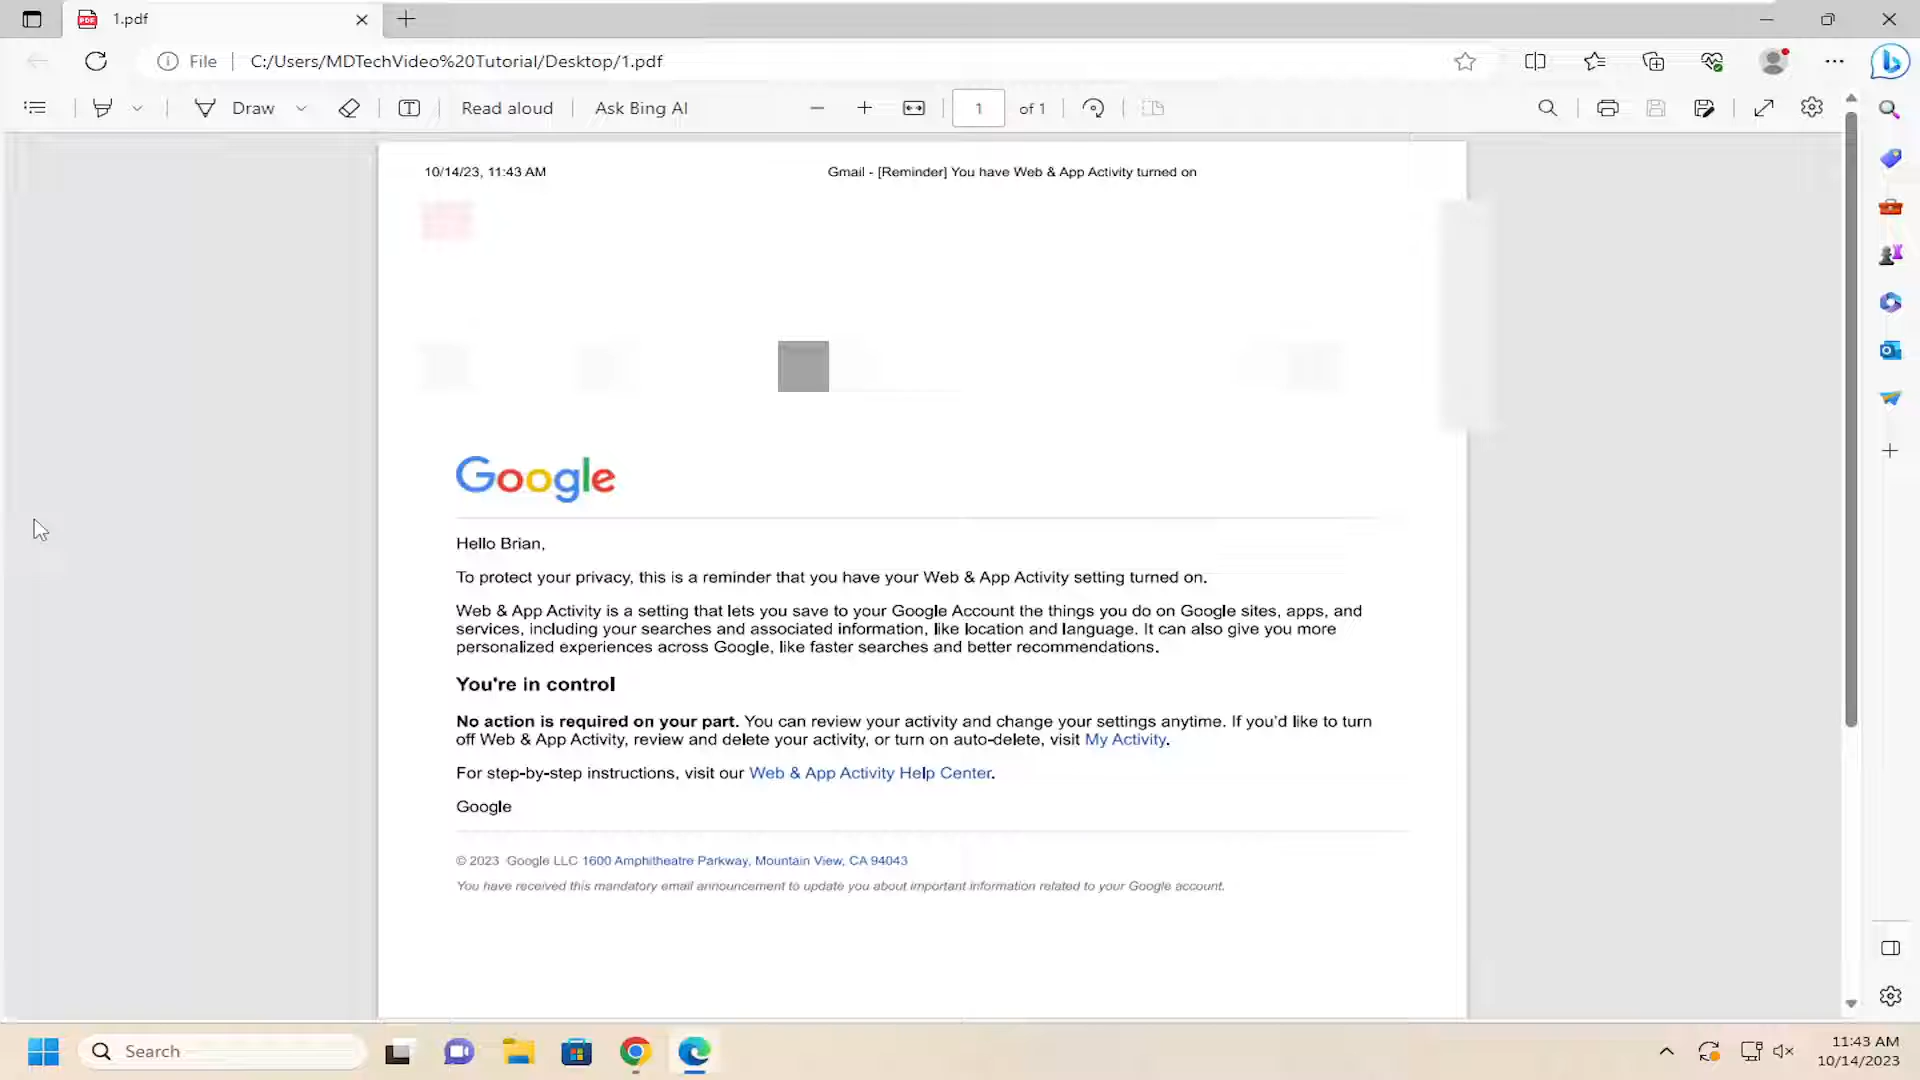 1.pdf
File C:/Users/MDTechVideo%20Tutorial/Desktop/1.pdf
Draw Read aloud Ask Bing AI 1 of 1
10/14/23, 11:43 AM Gmail - [Reminder] You have Web & App Activity turned on
Google
Hello Brian,
To protect your privacy, this is a reminder that you have your Web & App Activity setting turned on.
Web & App Activity is a setting that lets you save to your Google Account the things you do on Google sites, apps, and
services, including your searches and associated information, like location and language. It can also give you more
personalized experiences across Google, like faster searches and better recommendations.
You're in control
No action is required on your part. You can review your activity and change your settings anytime. If you'd like to turn
off Web & App Activity, review and delete your activity, or turn on auto-delete, visit My Activity.
For step-by-step instructions, visit our Web & App Activity Help Center.
Google
© 2023 Google LLC 1600 Amphitheatre Parkway, Mountain View, CA 94043
You have received this mandatory email announcement to update you about important information related to your Google account.
Search
11:43 AM
10/14/2023